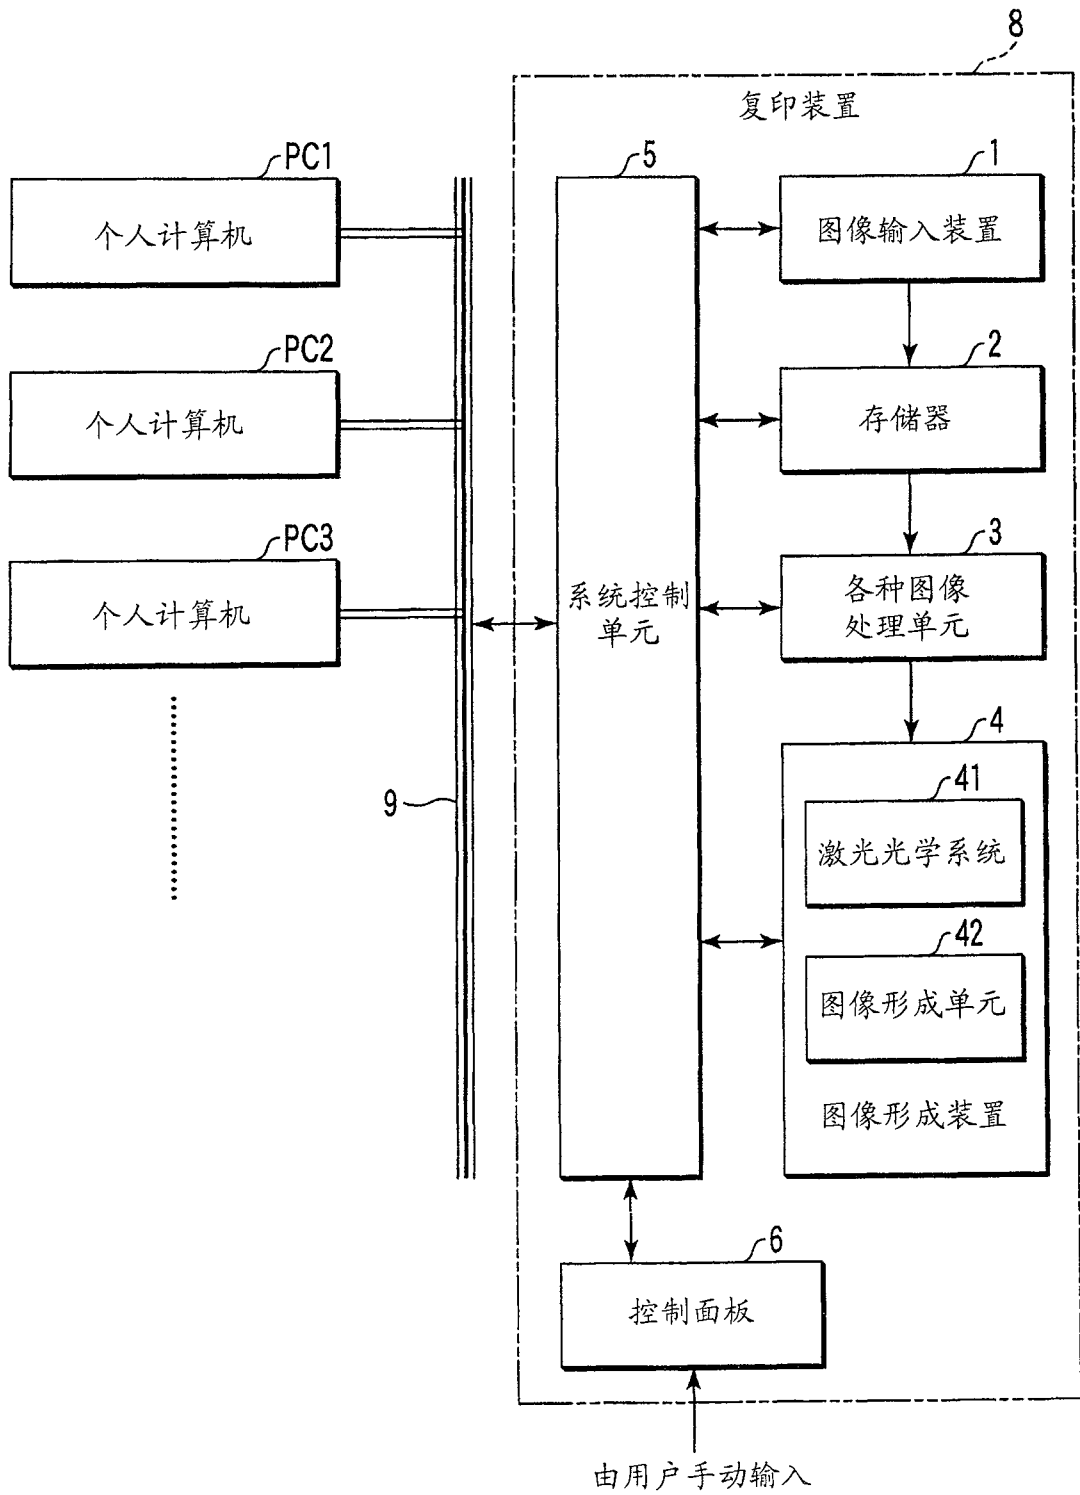 8
复印装置
PC1
个人计算机
5
1
图像输入装置
PC2
个人计算机
2
存储器
PC3
个人计算机
系统控制
单元
3
各种图像
处理单元
9
4
41
激光光学系统
42
图像形成单元
图像形成装置
6
控制面板
由用户手动输入